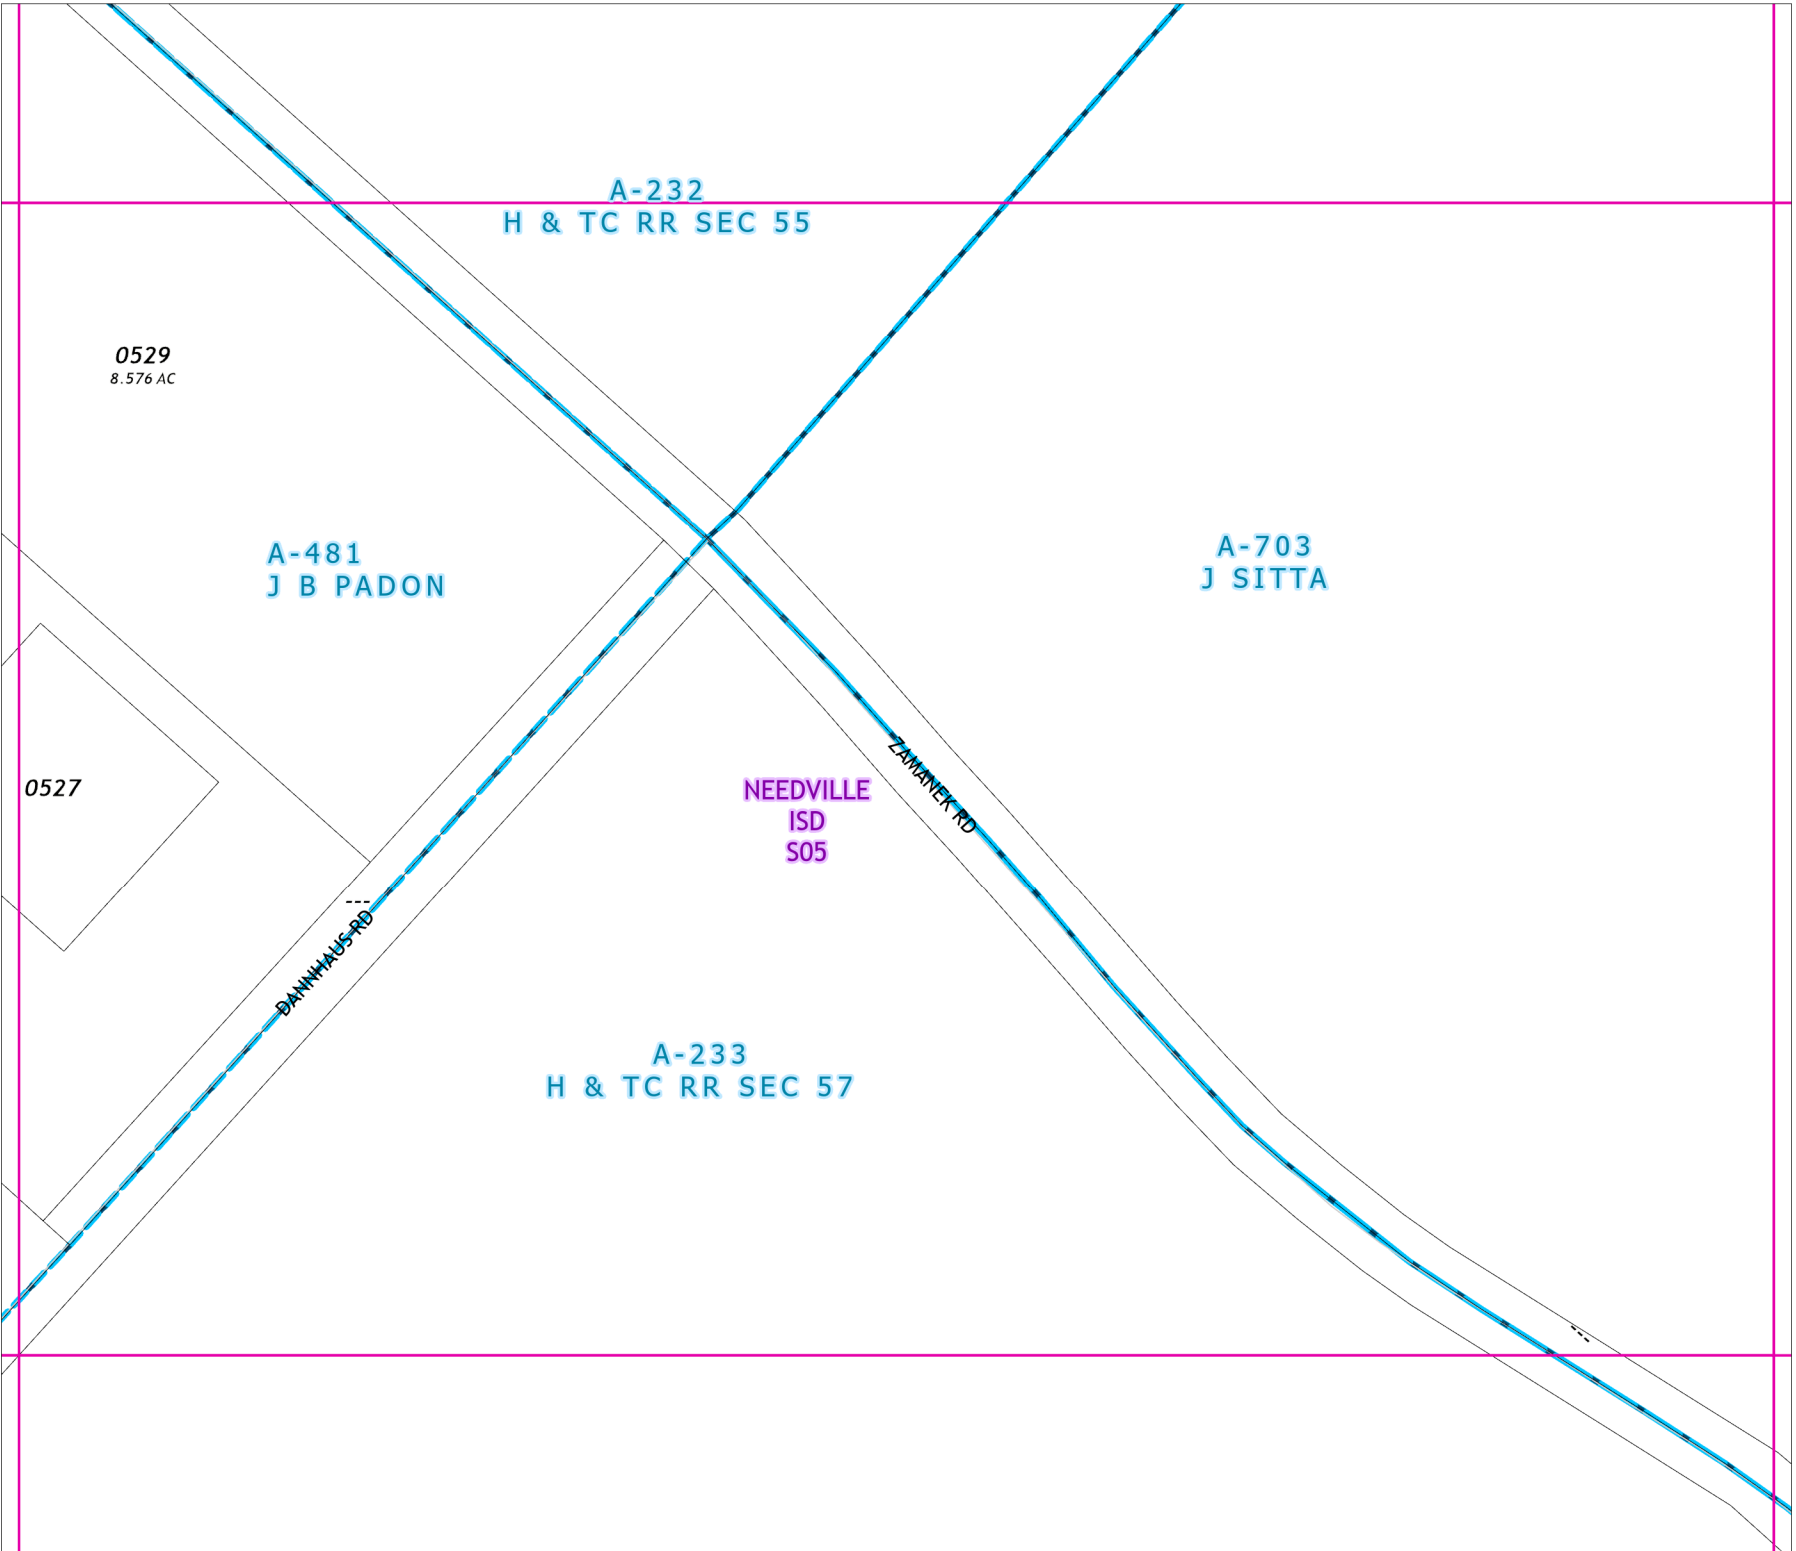 A-232
H & TC RR SEC 55
0529
8.576 AC
A-481
J B PADON
A-703
J SITTA
0527
NEEDVILLE
ISD
S05
ZAMANEK RD
DANNHAUS RD
A-233
H & TC RR SEC 57